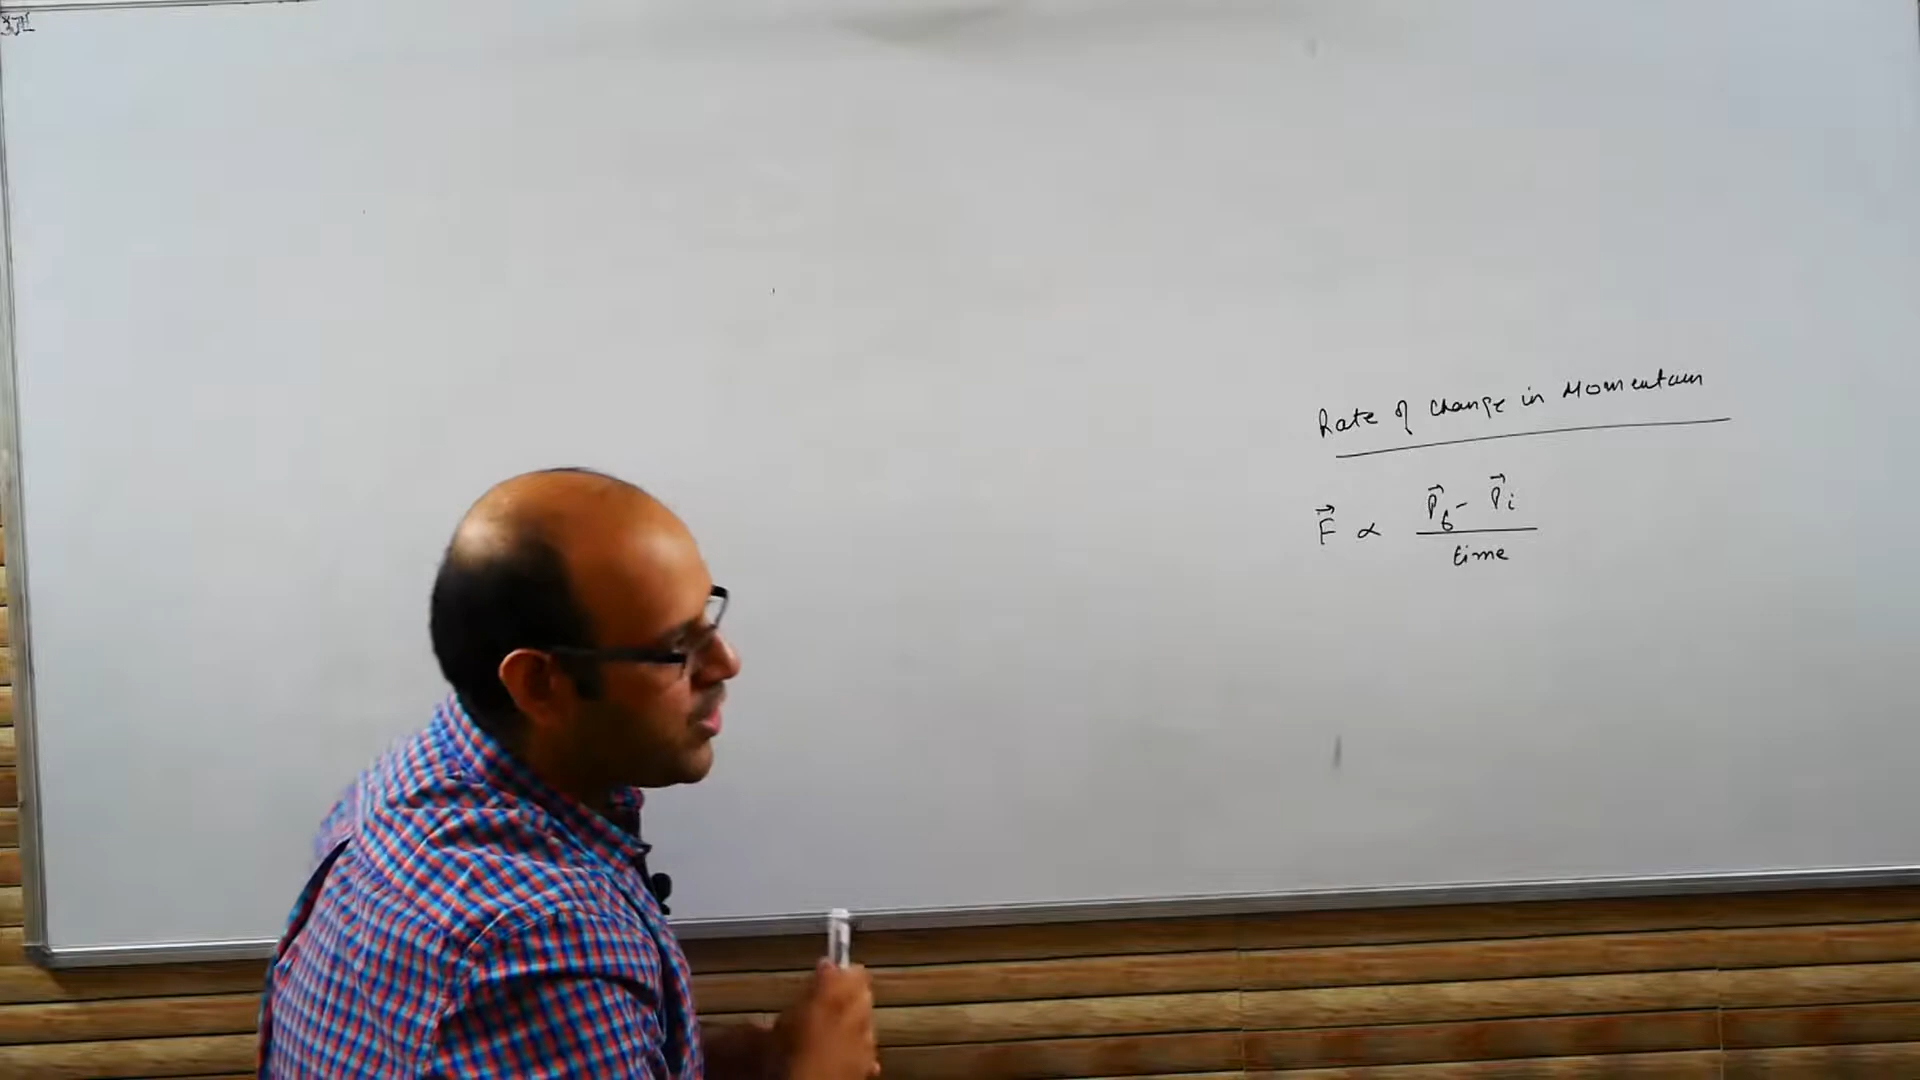 Rate of change in Momentum
F⃗ ∝ (P⃗f - P⃗i) / time